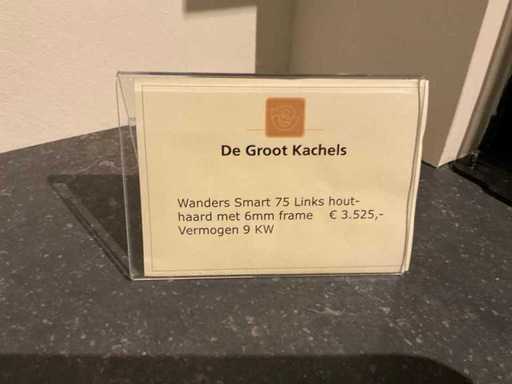 De Groot Kachels
Wanders Smart 75 Links hout-
haard met 6mm frame € 3.525,-
Vermogen 9 KW